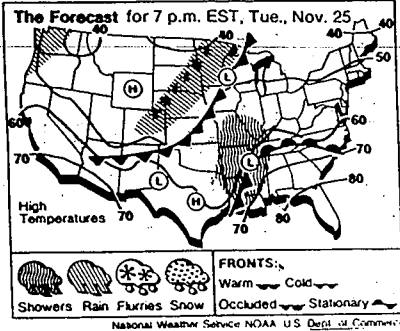 The Forecast for 7 p.m. EST, Tue., Nov. 25
40 40 40 40
50
H L
60 60
70 L 70
L
H 80
70 70 80
High
Temperatures
Showers Rain Flurries Snow
FRONTS:
Warm Cold
Occluded Stationary
National Weather Service NOAA U.S. Dept. of Commerce